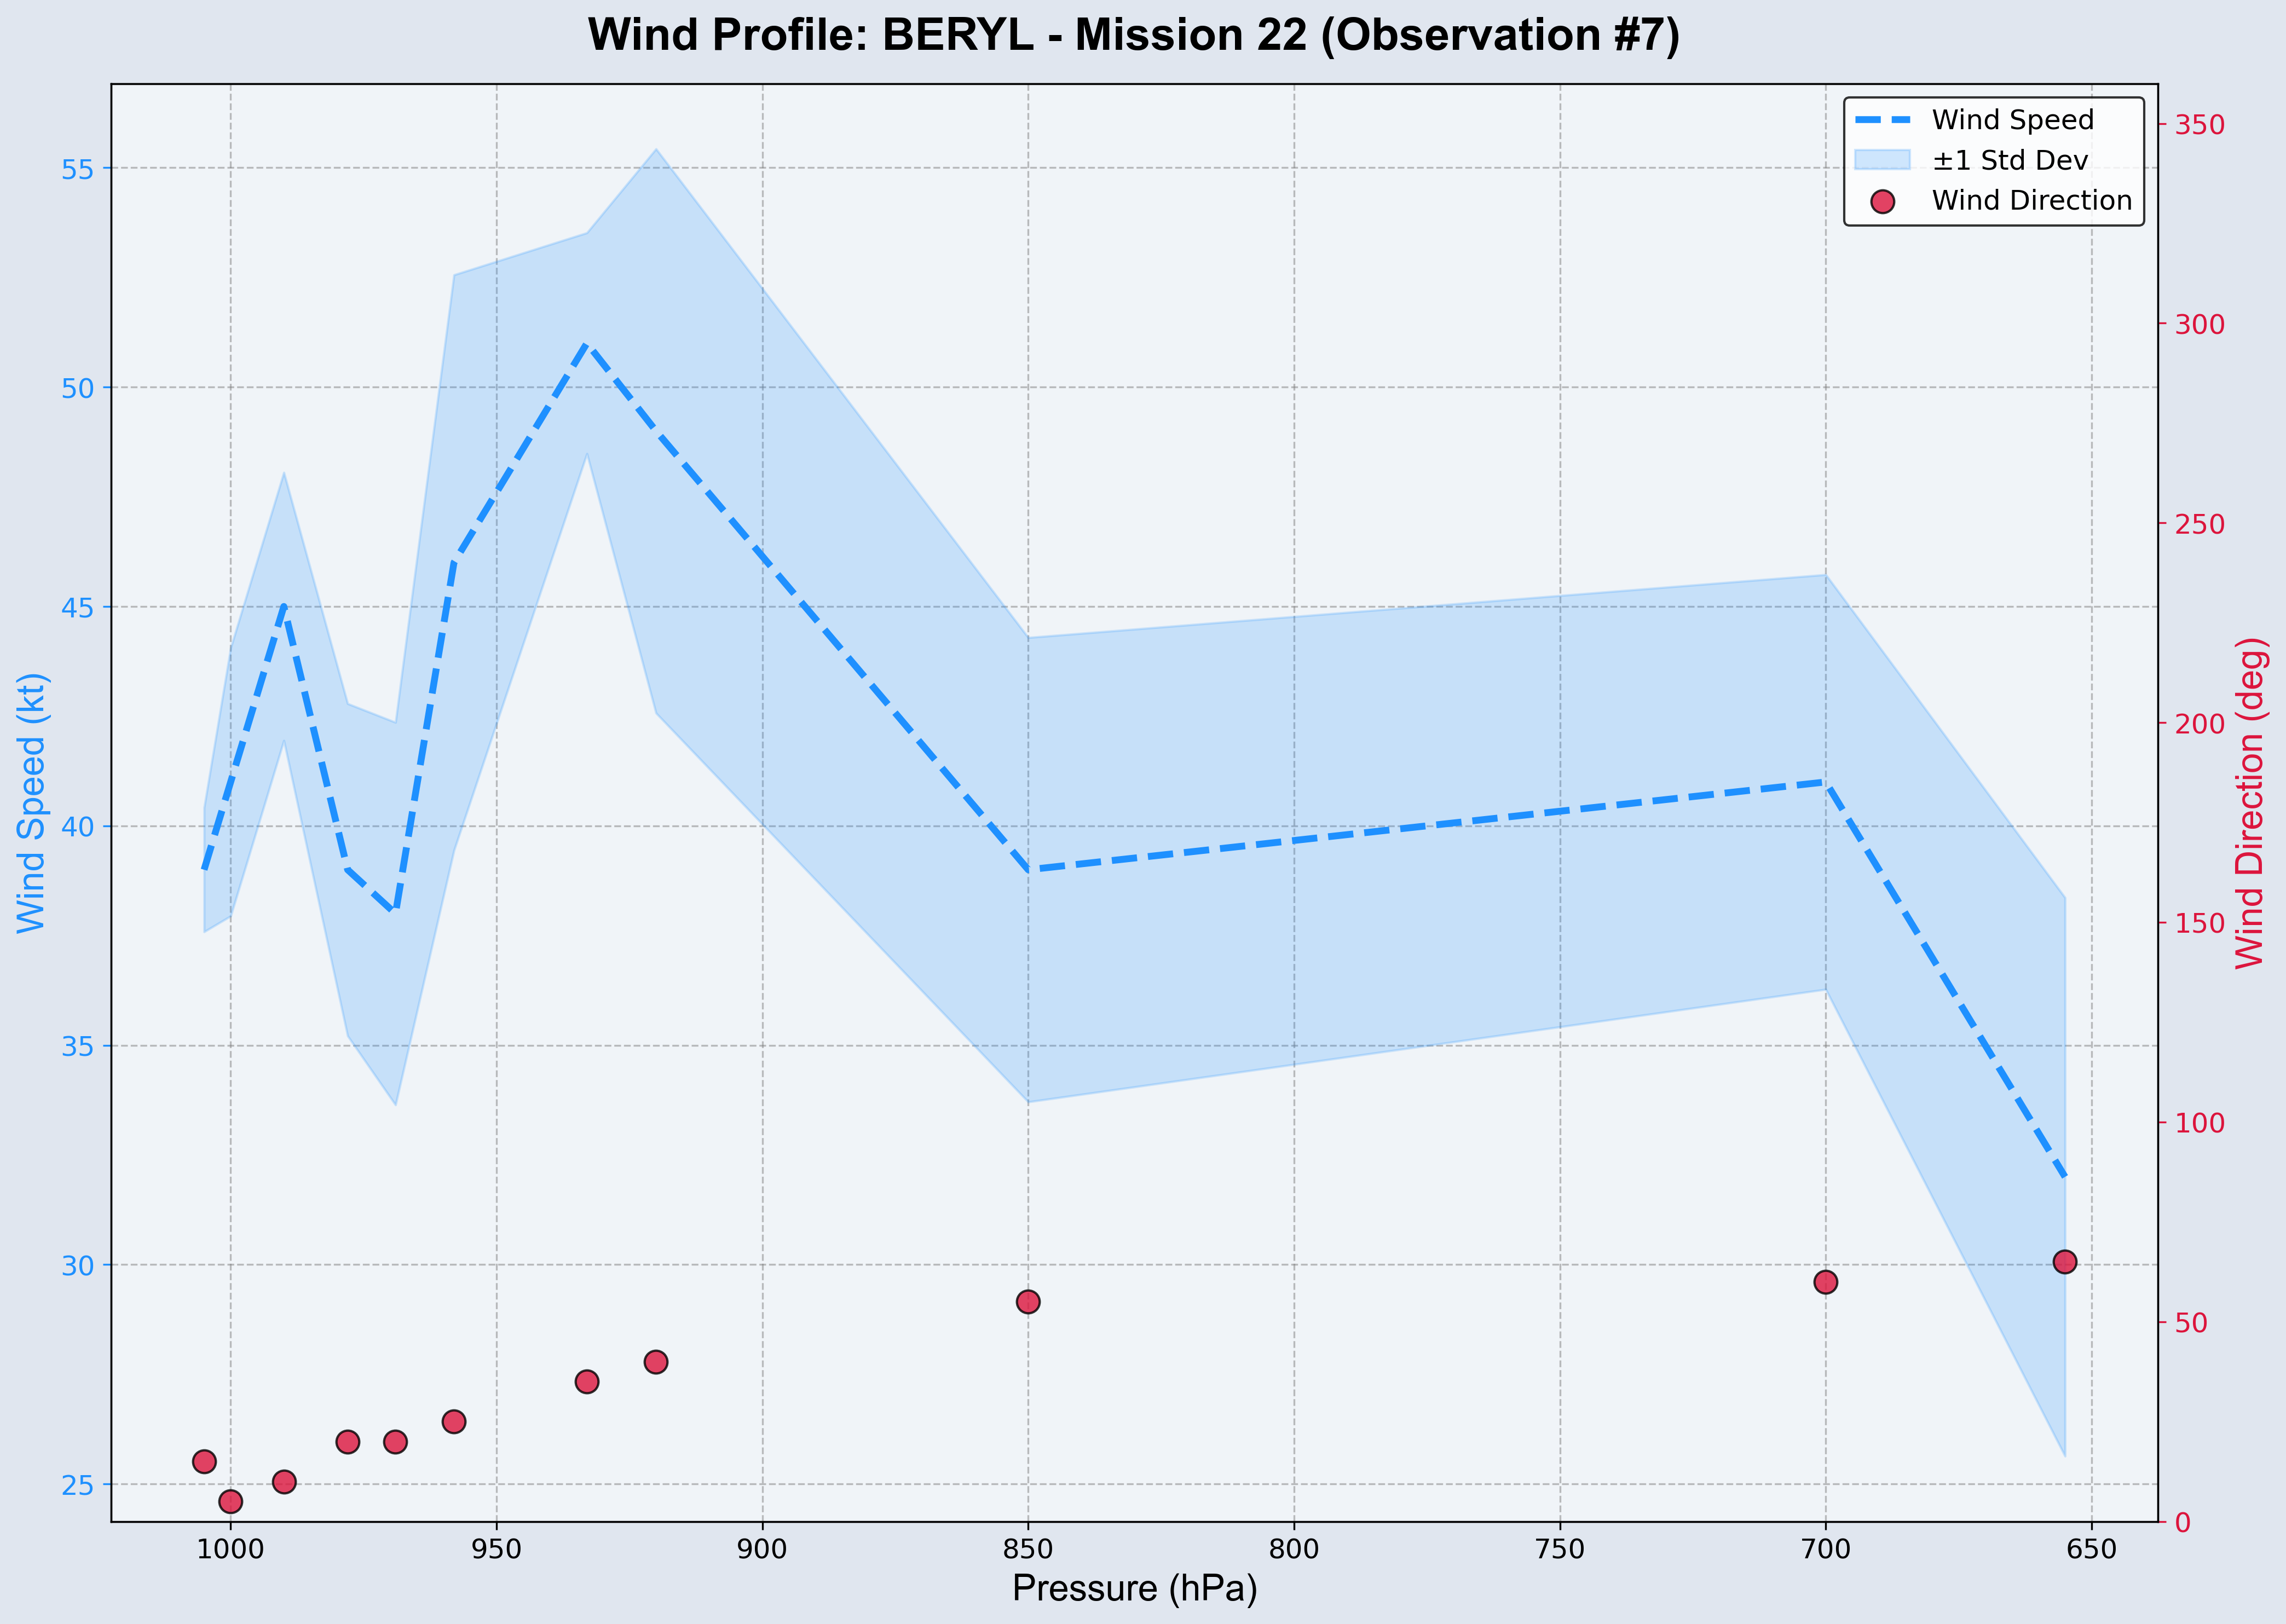 Wind Profile: BERYL - Mission 22 (Observation #7)
Wind Speed
±1 Std Dev
Wind Direction
Wind Speed (kt)
55
50
45
40
35
30
25
350
300
250
200
150
100
50
0
Wind Direction (deg)
1000 950 900 850 800 750 700 650
Pressure (hPa)